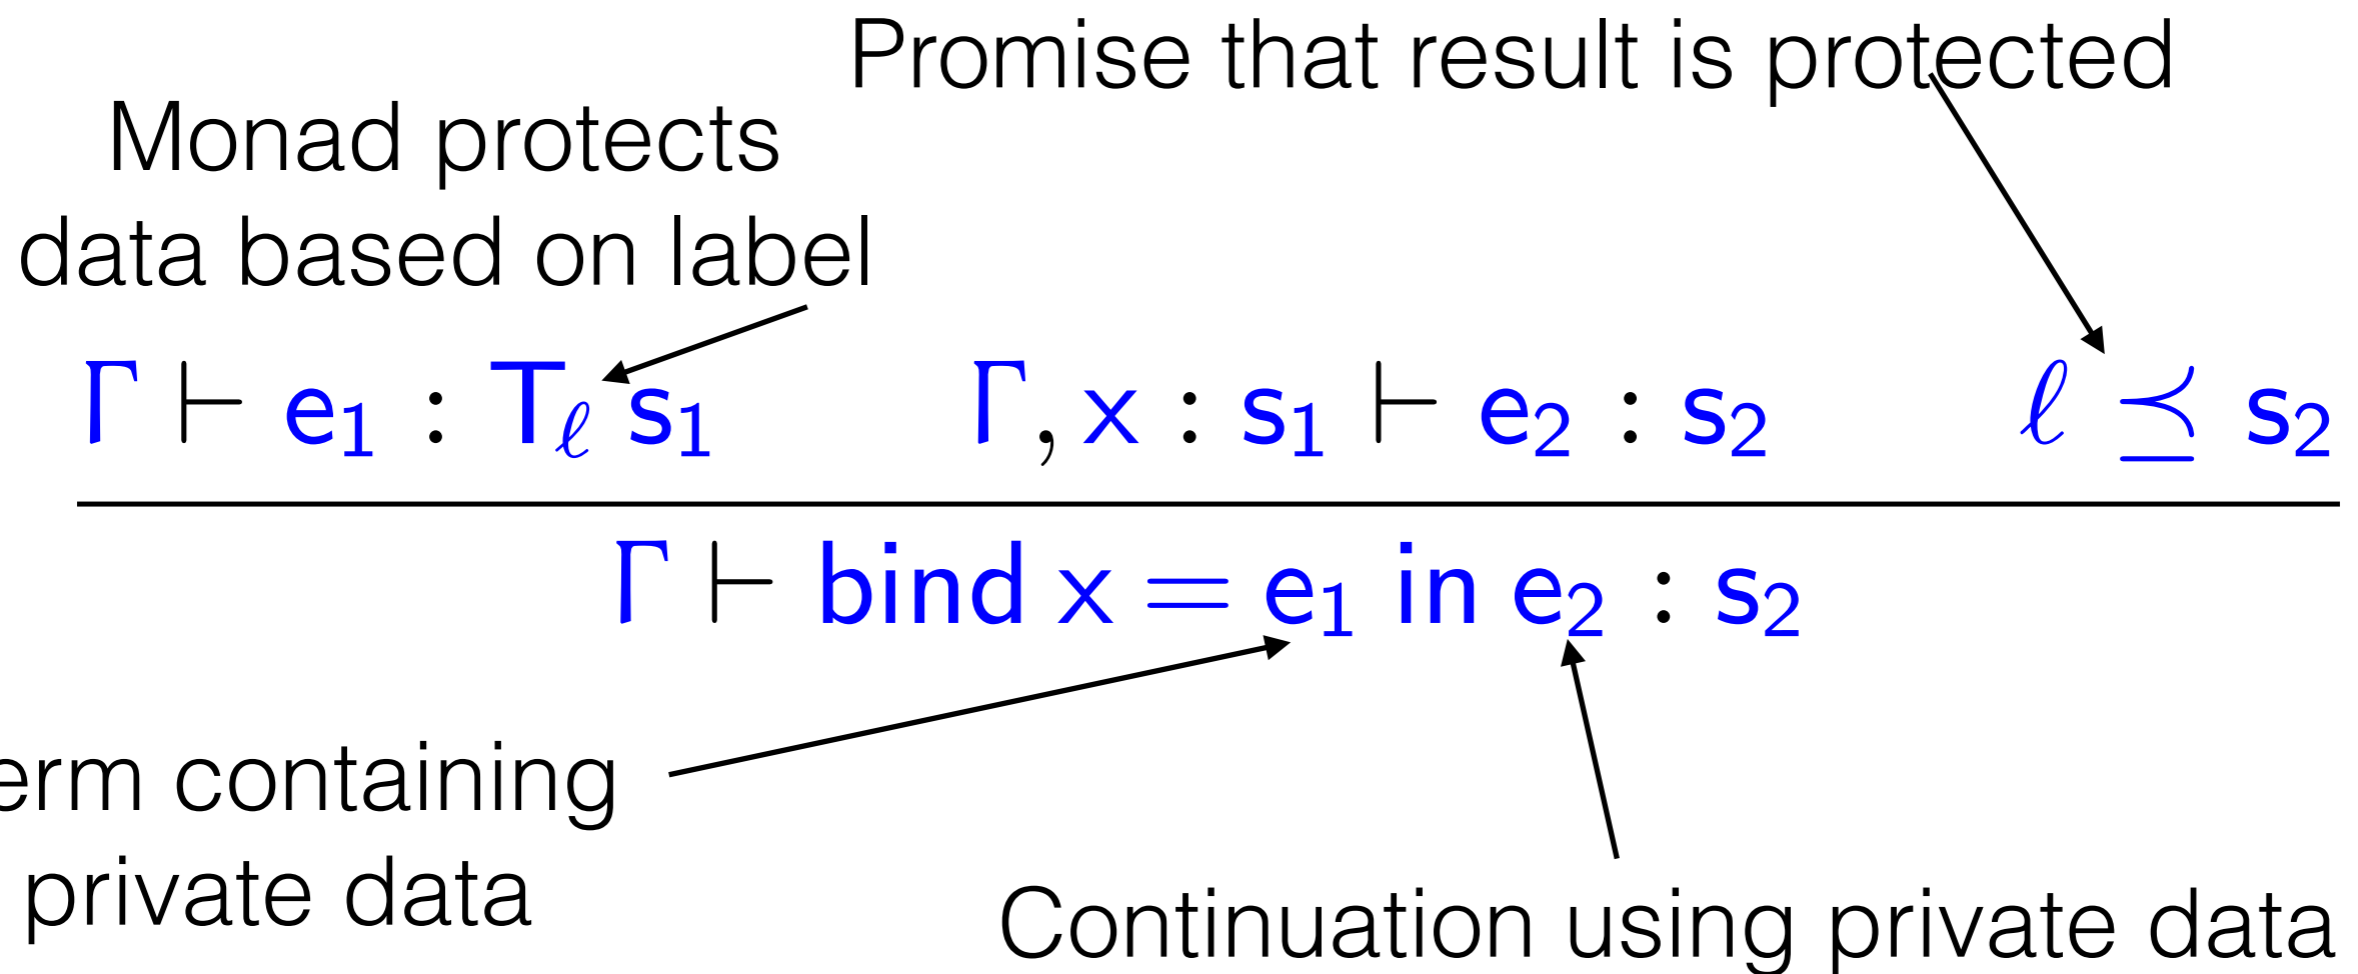 Promise that result is protected
Monad protects
data based on label
Γ ⊢ e₁ : T_ℓ s₁    Γ, x : s₁ ⊢ e₂ : s₂    ℓ ⪯ s₂
Γ ⊢ bind x = e₁ in e₂ : s₂
erm containing
private data
Continuation using private data